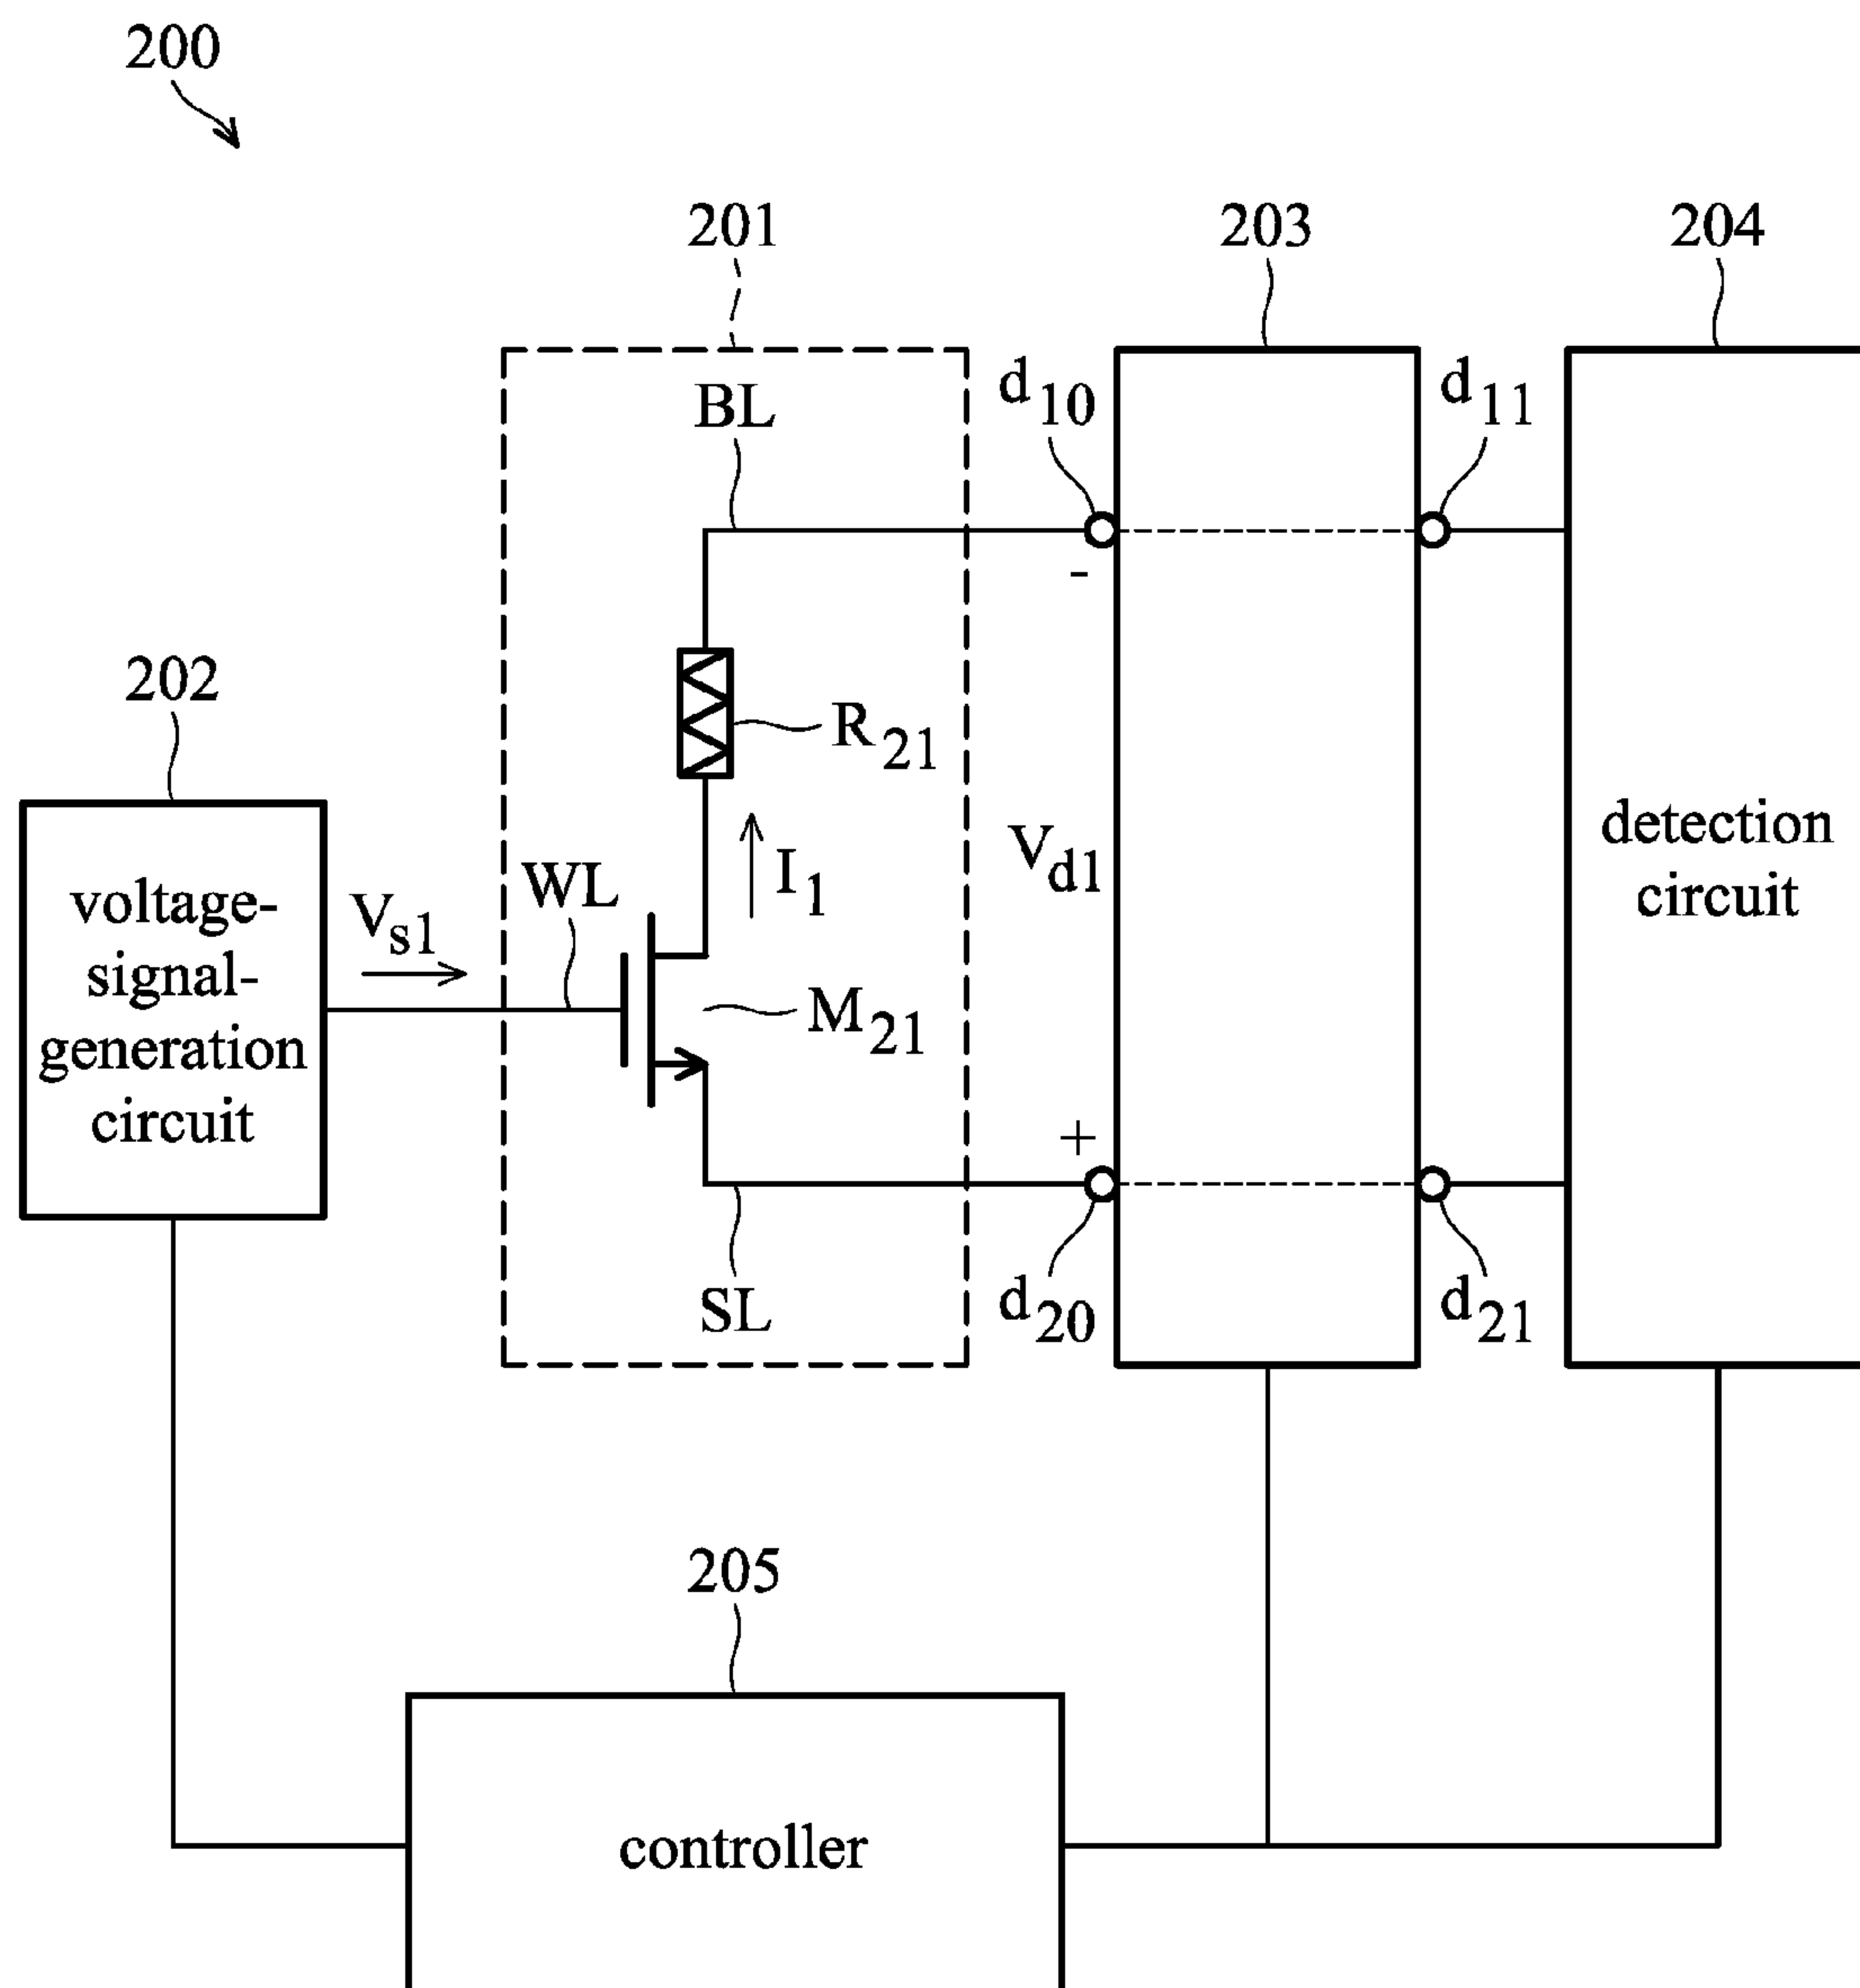 200
201
203
204
BL
d10
d11
-
202
R21
voltage-
signal-
generation
circuit
Vs1
WL
I1
Vd1
detection
circuit
M21
+
SL
d20
d21
205
controller